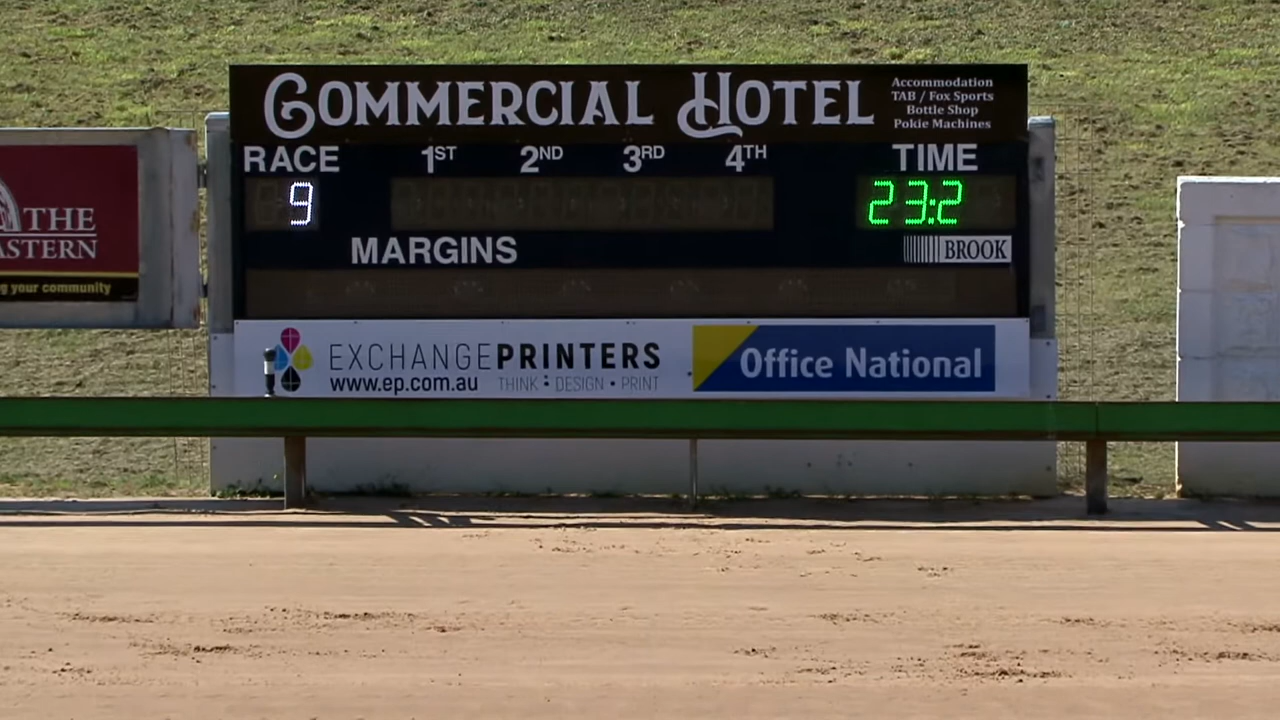 COMMERCIAL HOTEL
Accommodation
TAB / Fox Sports
Bottle Shop
Pokie Machines
RACE 1ST 2ND 3RD 4TH TIME
9 23:2
MARGINS BROOK
THE
ASTERN
g your community
EXCHANGEPRINTERS
www.ep.com.au THINK : DESIGN • PRINT
Office National